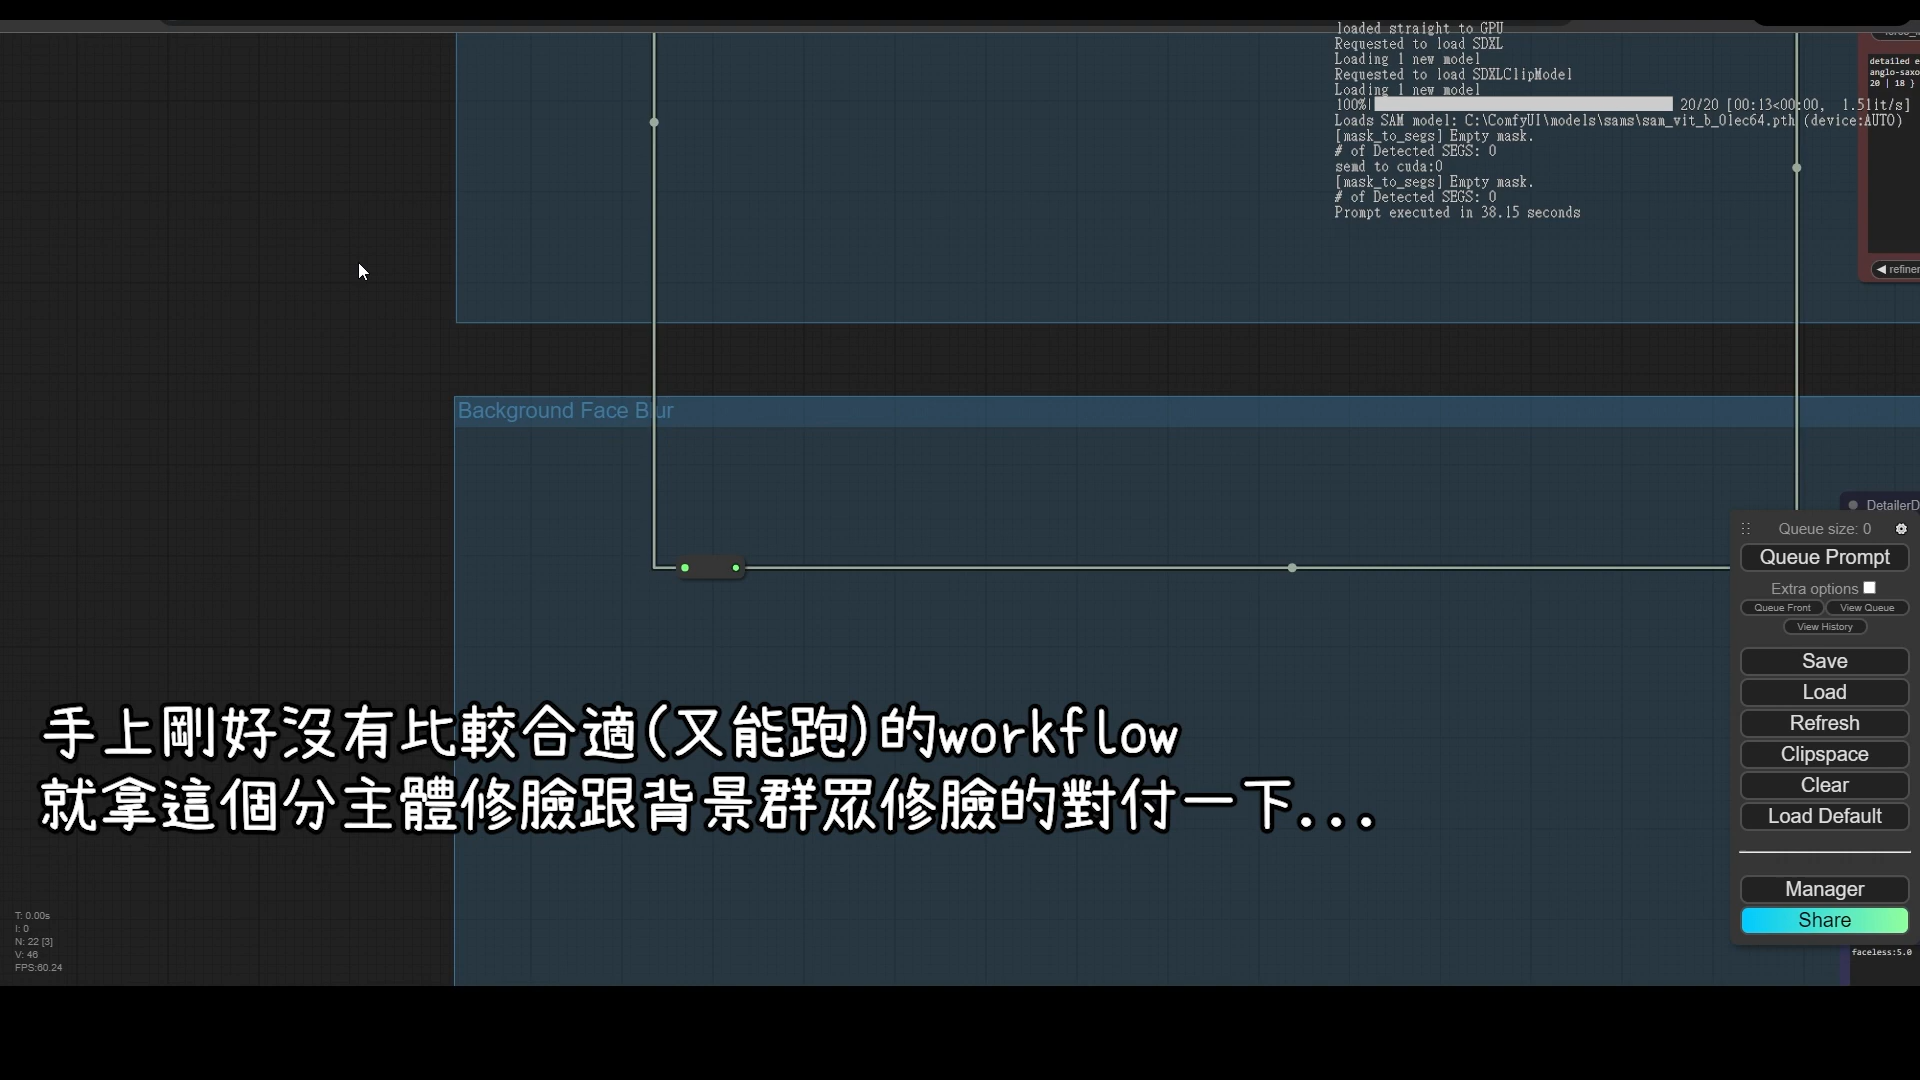 loaded straight to GPU
Requested to load SDXL
Loading 1 new model
Requested to load SDXLClipModel
Loading 1 new model
100%| 20/20 [00:13<00:00, 1.51it/s]
Loads SAM model: C:\ComfyUI\models\sams\sam_vit_b_01ec64.pth (device:AUTO)
[mask_to_segs] Empty mask.
# of Detected SEGS: 0
semd to cuda:0
[mask_to_segs] Empty mask.
# of Detected SEGS: 0
Prompt executed in 38.15 seconds
detailed e
anglo-saxo
20 | 18 }
◀ refiner
Background Face Blur
DetailerD
Queue size: 0
Queue Prompt
Extra options
Queue Front View Queue
View History
Save
Load
Refresh
Clipspace
Clear
Load Default
Manager
Share
faceless:5.0
手上剛好沒有比較合適(又能跑)的workflow
就拿這個分主體修臉跟背景群眾修臉的對付一下...
T: 0.00s
I: 0
N: 22 [3]
V: 46
FPS:60.24